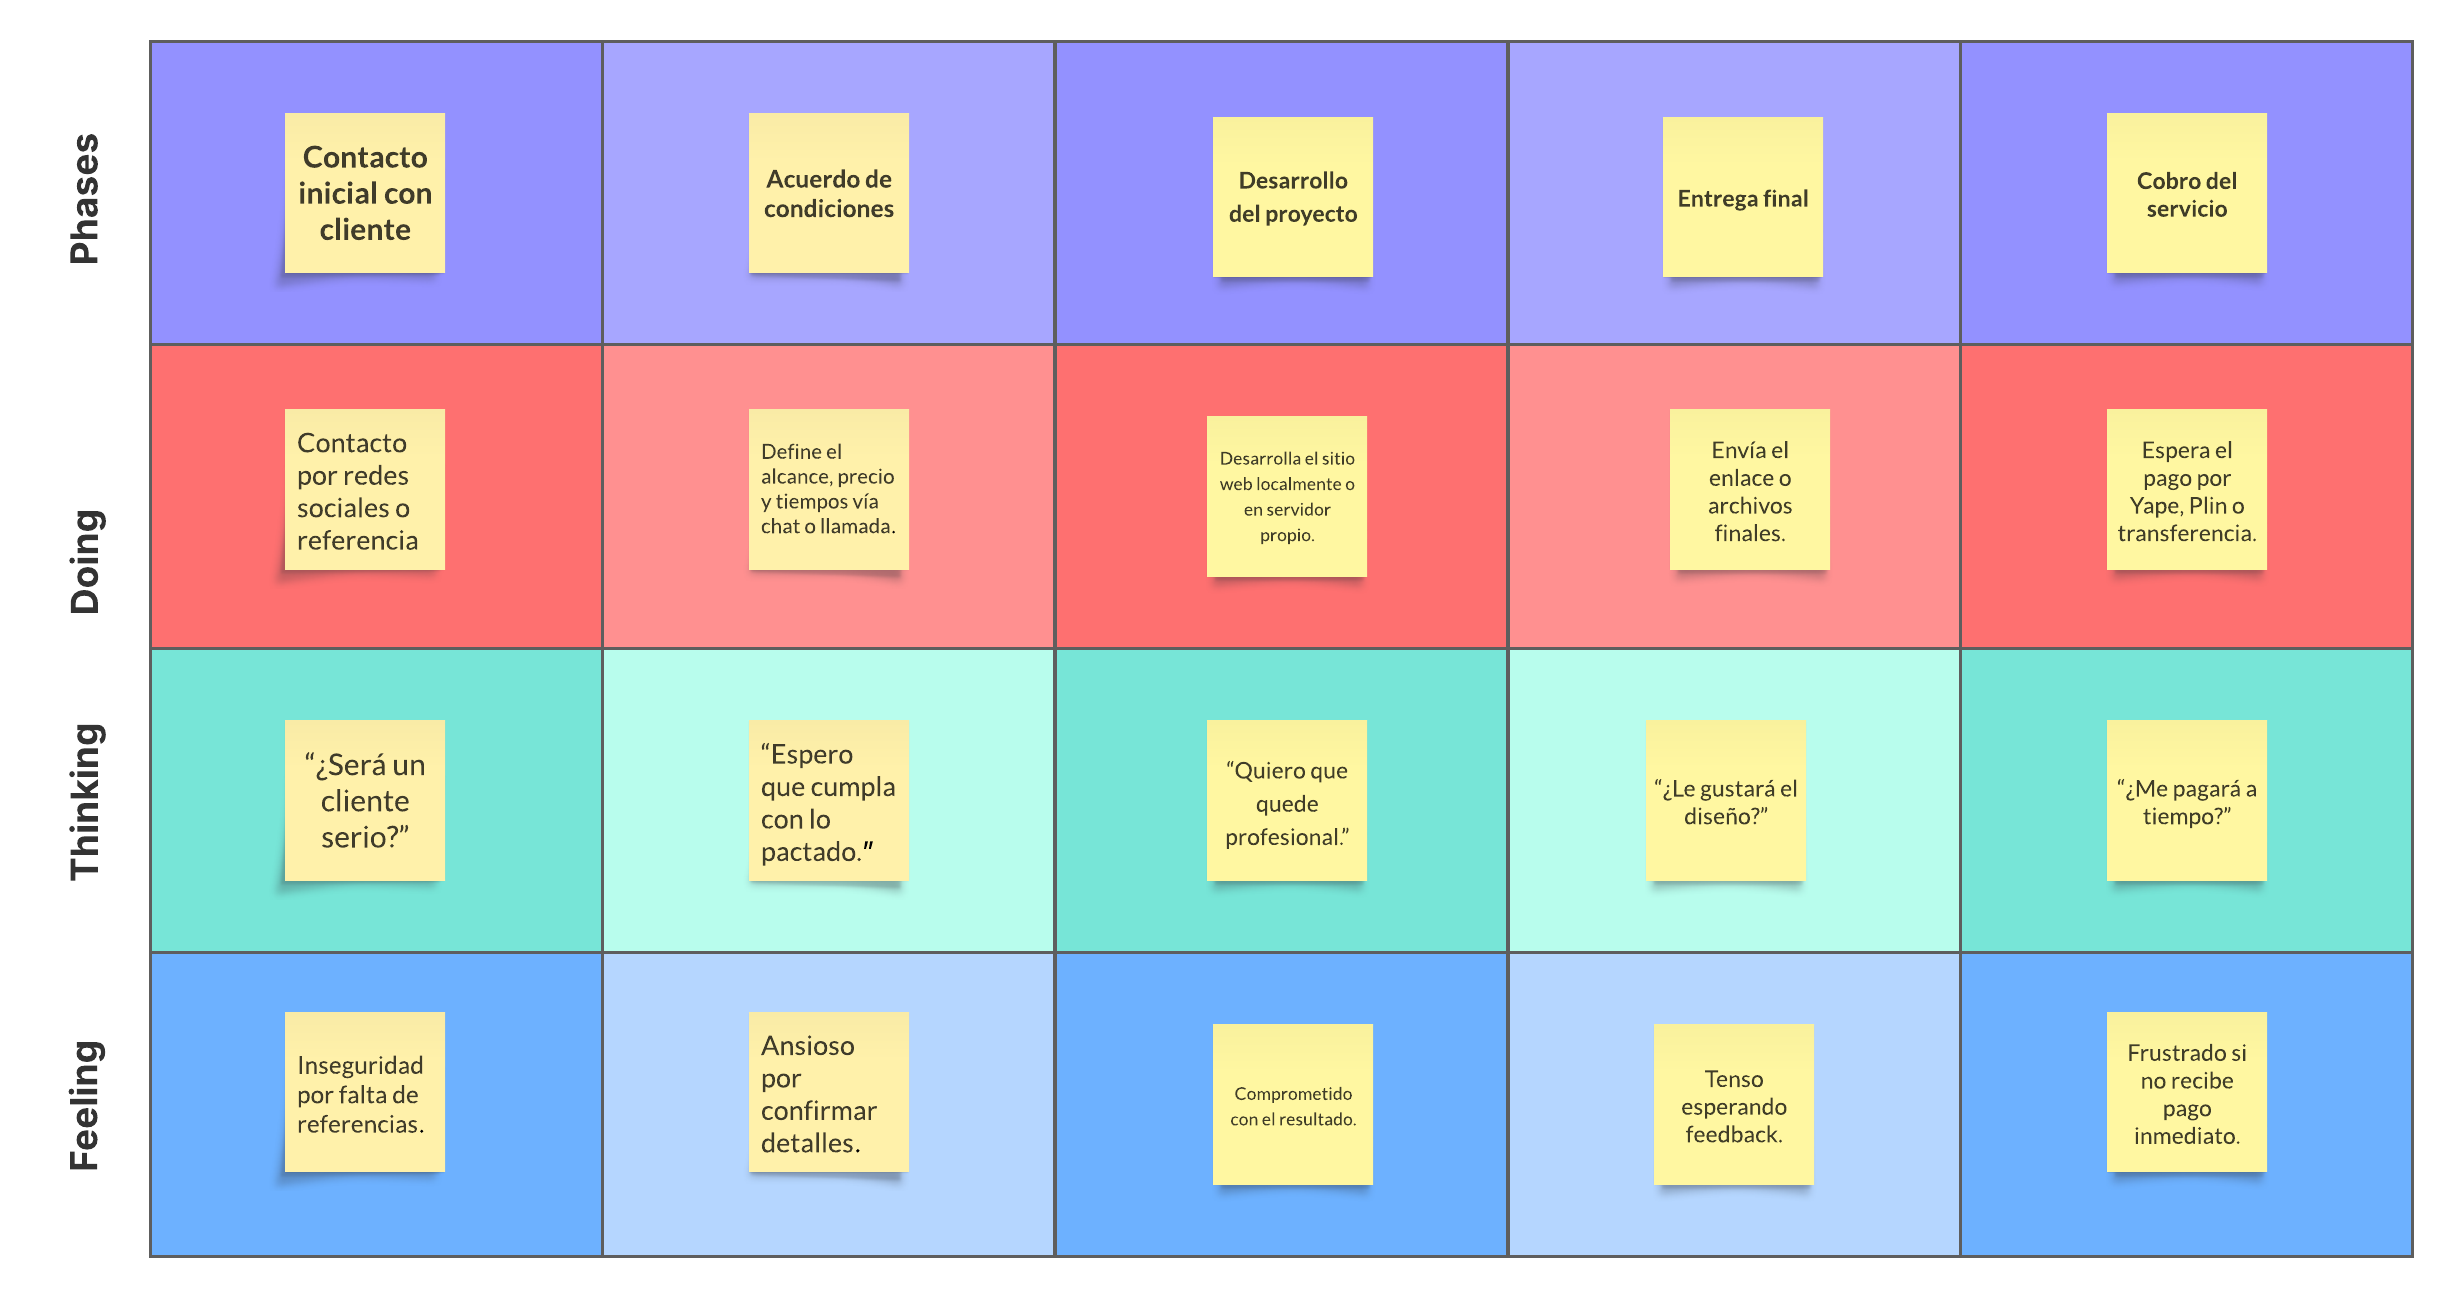 Phases
Contacto
inicial con
cliente
Acuerdo de
condiciones
Desarrollo
del proyecto
Entrega final
Cobro del
servicio
Doing
Contacto
por redes
sociales o
referencia
Define el
alcance, precio
y tiempos vía
chat o llamada.
Desarrolla el sitio
web localmente o
en servidor
propio.
Envía el
enlace o
archivos
finales.
Espera el
pago por
Yape, Plin o
transferencia.
Thinking
“¿Será un
cliente
serio?”
“Espero
que cumpla
con lo
pactado."
“Quiero que
quede
profesional.”
“¿Le gustará el
diseño?”
“¿Me pagará a
tiempo?”
Feeling
Inseguridad
por falta de
referencias.
Ansioso
por
confirmar
detalles.
Comprometido
con el resultado.
Tenso
esperando
feedback.
Frustrado si
no recibe
pago
inmediato.